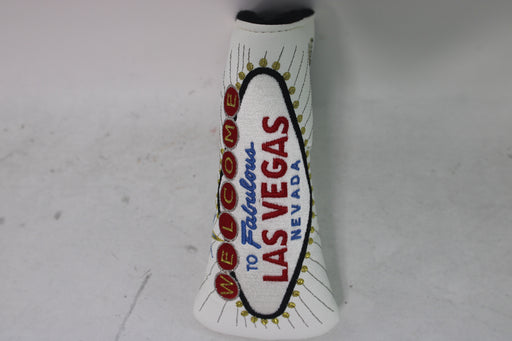 WELCOME
TO Fabulous
LAS VEGAS
NEVADA